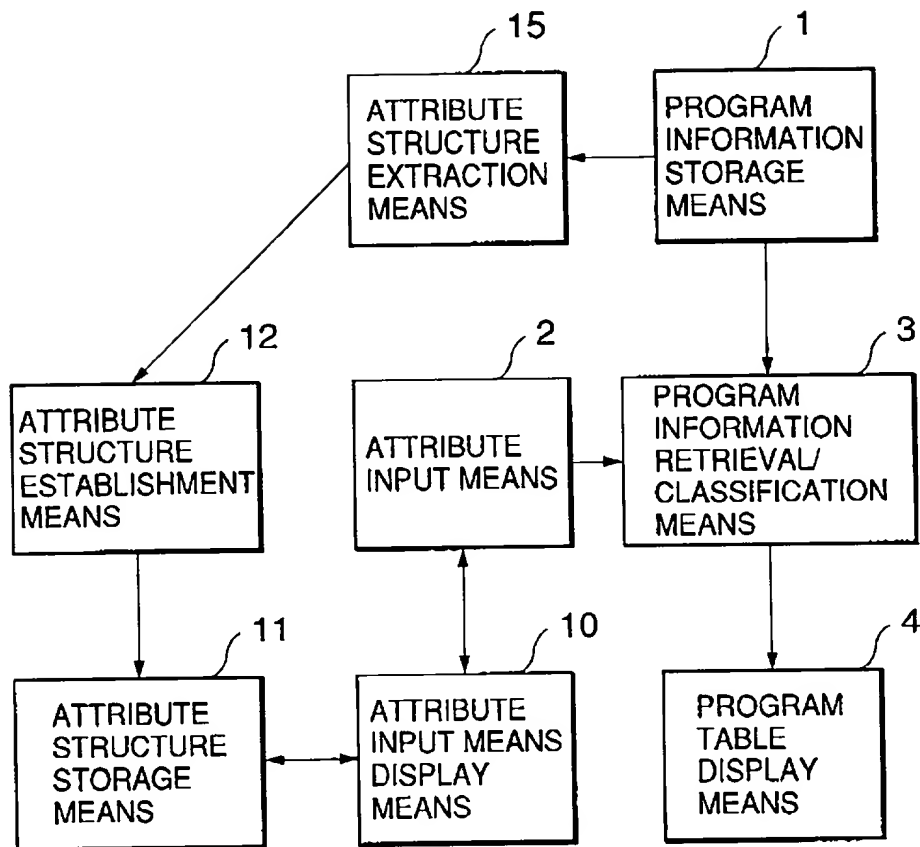 15
ATTRIBUTE
STRUCTURE
EXTRACTION
MEANS
1
PROGRAM
INFORMATION
STORAGE
MEANS
12
ATTRIBUTE
STRUCTURE
ESTABLISHMENT
MEANS
2
ATTRIBUTE
INPUT MEANS
3
PROGRAM
INFORMATION
RETRIEVAL/
CLASSIFICATION
MEANS
11
ATTRIBUTE
STRUCTURE
STORAGE
MEANS
10
ATTRIBUTE
INPUT MEANS
DISPLAY
MEANS
4
PROGRAM
TABLE
DISPLAY
MEANS